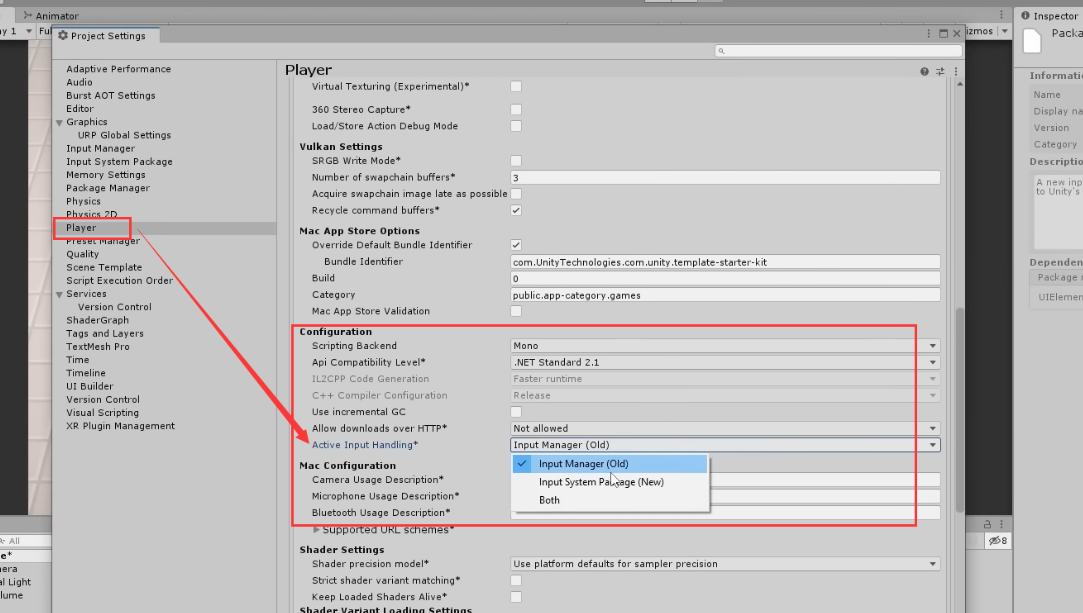 Animator
Inspector
Project Settings
Adaptive Performance
Audio
Burst AOT Settings
Editor
Graphics
URP Global Settings
Input Manager
Input System Package
Memory Settings
Package Manager
Physics
Physics 2D
Player
Preset Manager
Quality
Scene Template
Script Execution Order
Services
Version Control
ShaderGraph
Tags and Layers
TextMesh Pro
Time
Timeline
UI Builder
Version Control
Visual Scripting
XR Plugin Management
Player
Virtual Texturing (Experimental)*
360 Stereo Capture*
Load/Store Action Debug Mode
Vulkan Settings
SRGB Write Mode*
Number of swapchain buffers* 3
Acquire swapchain image late as possible
Recycle command buffers*
Mac App Store Options
Override Default Bundle Identifier
Bundle Identifier com.UnityTechnologies.com.unity.template-starter-kit
Build 0
Category public.app-category.games
Mac App Store Validation
Configuration
Scripting Backend Mono
Api Compatibility Level* .NET Standard 2.1
IL2CPP Code Generation Faster runtime
C++ Compiler Configuration Release
Use incremental GC
Allow downloads over HTTP* Not allowed
Active Input Handling* Input Manager (Old)
Input Manager (Old)
Input System Package (New)
Both
Mac Configuration
Camera Usage Description*
Microphone Usage Description*
Bluetooth Usage Description*
Supported URL schemes*
Shader Settings
Shader precision model* Use platform defaults for sampler precision
Strict shader variant matching*
Keep Loaded Shaders Alive*
Shader Variant Loading Settings
Name
Display na
Version
Category
A new inp
to Unity's
Dependen
Package
UIElemen
All
8